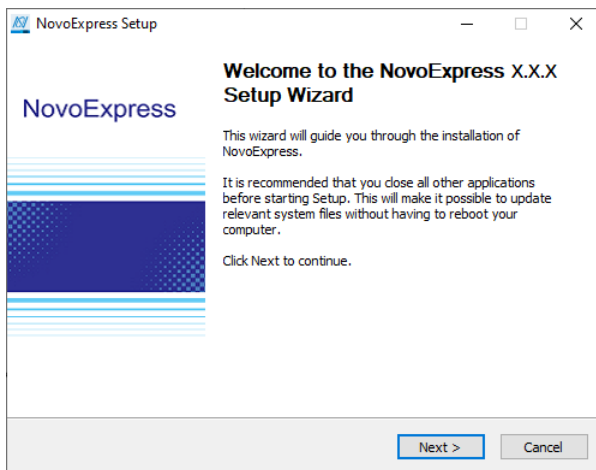 NovoExpress Setup
Welcome to the NovoExpress X.X.X
Setup Wizard
NovoExpress
This wizard will guide you through the installation of
NovoExpress.
It is recommended that you close all other applications
before starting Setup. This will make it possible to update
relevant system files without having to reboot your
computer.
Click Next to continue.
Next >
Cancel